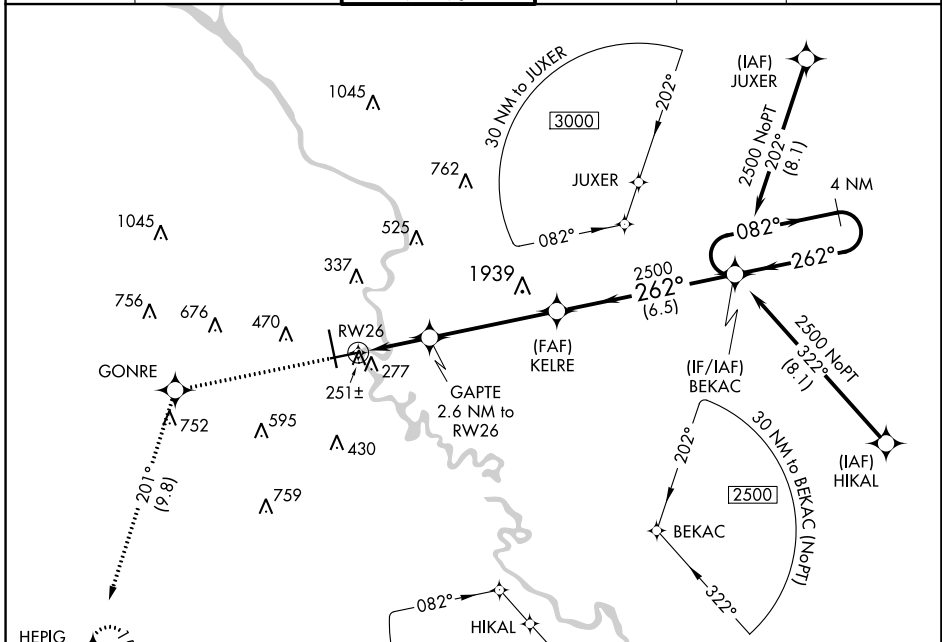 1045
30 NM to JUXER
202°
3000
(IAF)
JUXER
2500 NoPT
202°
(8.1)
762
JUXER
4 NM
1045
525
082°
082°
337
1939
2500
262°
(6.5)
262°
756
676
470
RW26
(FAF)
KELRE
2500 NoPT
322°
(8.1)
GONRE
277
251±
GAPTE
2.6 NM to
RW26
(IF/IAF)
BEKAC
752
595
430
202°
30 NM to BEKAC (NoPT)
(IAF)
HIKAL
201°
(9.8)
759
2500
BEKAC
322°
082°
HIKAL
HEPIG